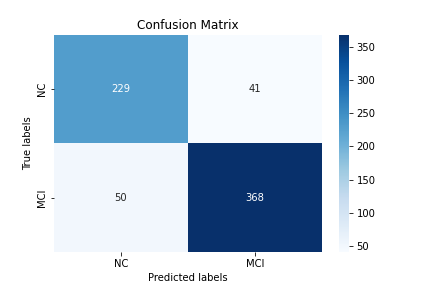 Confusion Matrix
True labels
NC
229
41
MCI
50
368
NC
MCI
Predicted labels
350
300
250
200
150
100
50